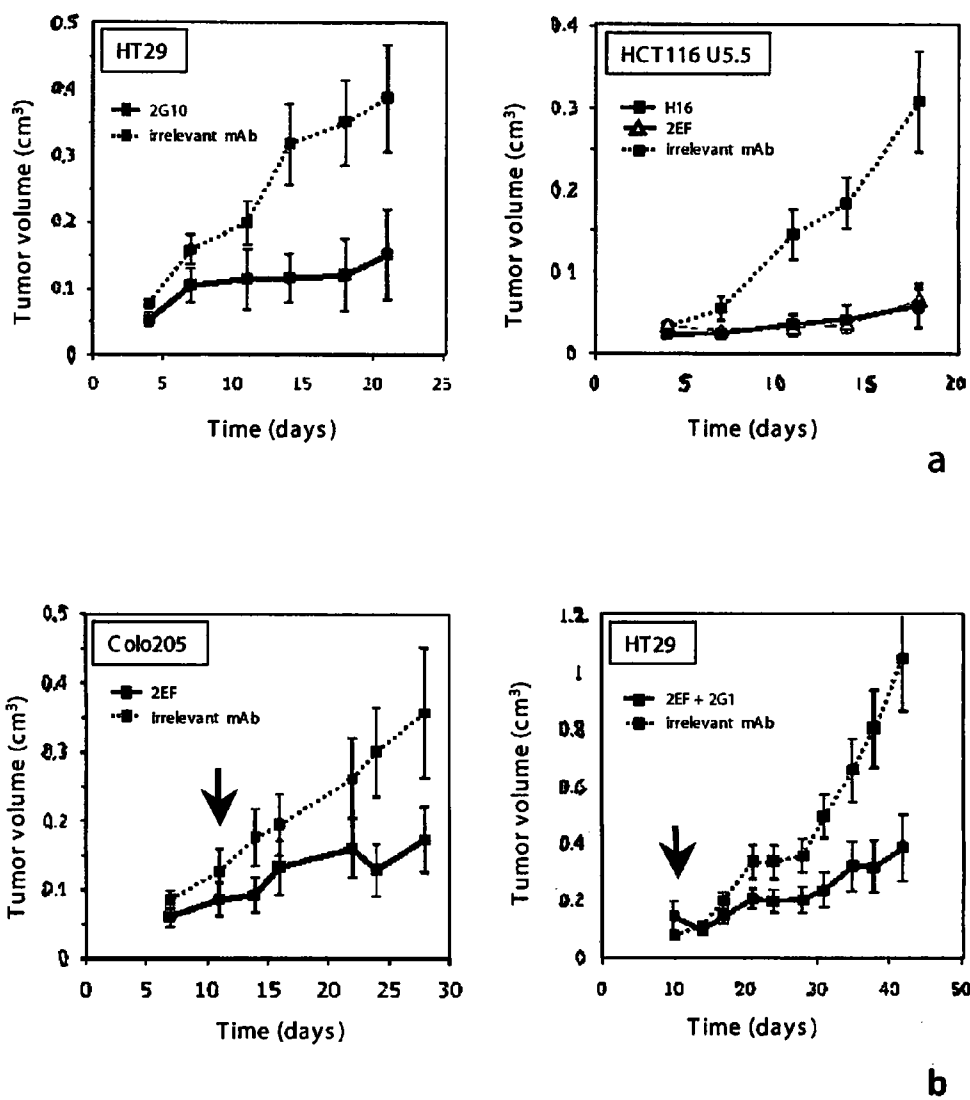 HT29
2G10
irrelevant mAb
Tumor volume (cm³)
0.5
0.4
0.3
0.2
0.1
0
0 5 10 15 20 25
Time (days)
HCT116 U5.5
H16
2EF
irrelevant mAb
Tumor volume (cm³)
0.4
0.3
0.2
0.1
0
0 5 10 15 20
Time (days)
a
Colo205
2EF
Irrelevant mAb
Tumor volume (cm³)
0.5
0.4
0.3
0.2
0.1
0
0 5 10 15 20 25 30
Time (days)
HT29
2EF + 2G1
irrelevant mAb
Tumor volume (cm³)
1.2
1
0.8
0.6
0.4
0.2
0
0 10 20 30 40 50
Time (days)
b